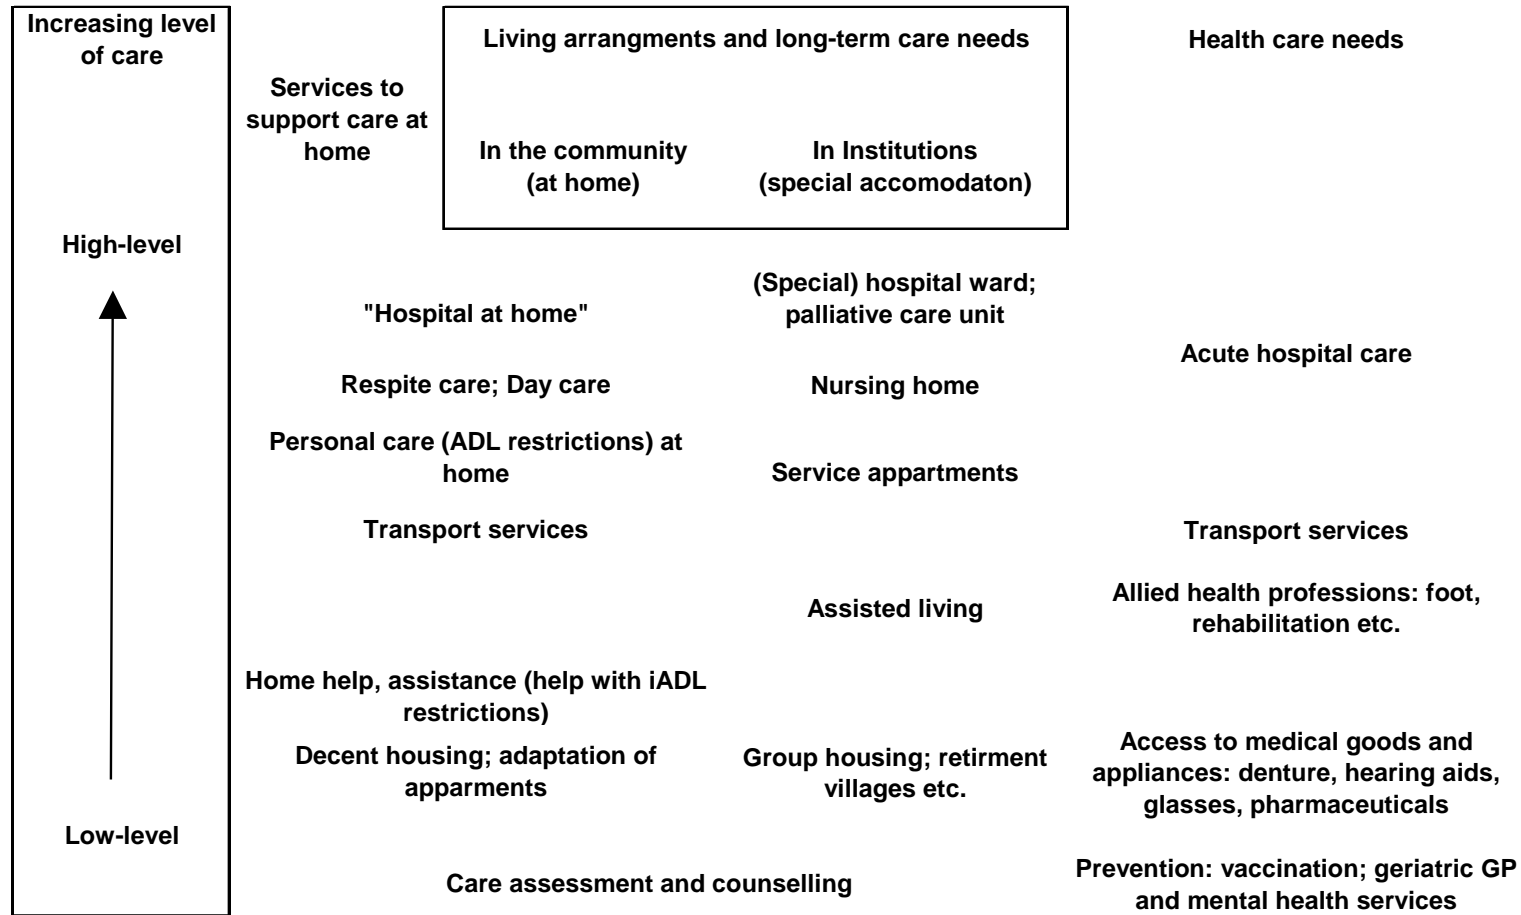 Increasing level
of care
Services to
support care at
home
Living arrangments and long-term care needs
In the community
(at home)
In Institutions
(special accomodaton)
Health care needs
High-level
"Hospital at home"
(Special) hospital ward;
palliative care unit
Acute hospital care
Respite care; Day care
Nursing home
Personal care (ADL restrictions) at
home
Service appartments
Transport services
Transport services
Assisted living
Allied health professions: foot,
rehabilitation etc.
Home help, assistance (help with iADL
restrictions)
Decent housing; adaptation of
apparments
Group housing; retirment
villages etc.
Access to medical goods and
appliances: denture, hearing aids,
glasses, pharmaceuticals
Low-level
Care assessment and counselling
Prevention: vaccination; geriatric GP
and mental health services